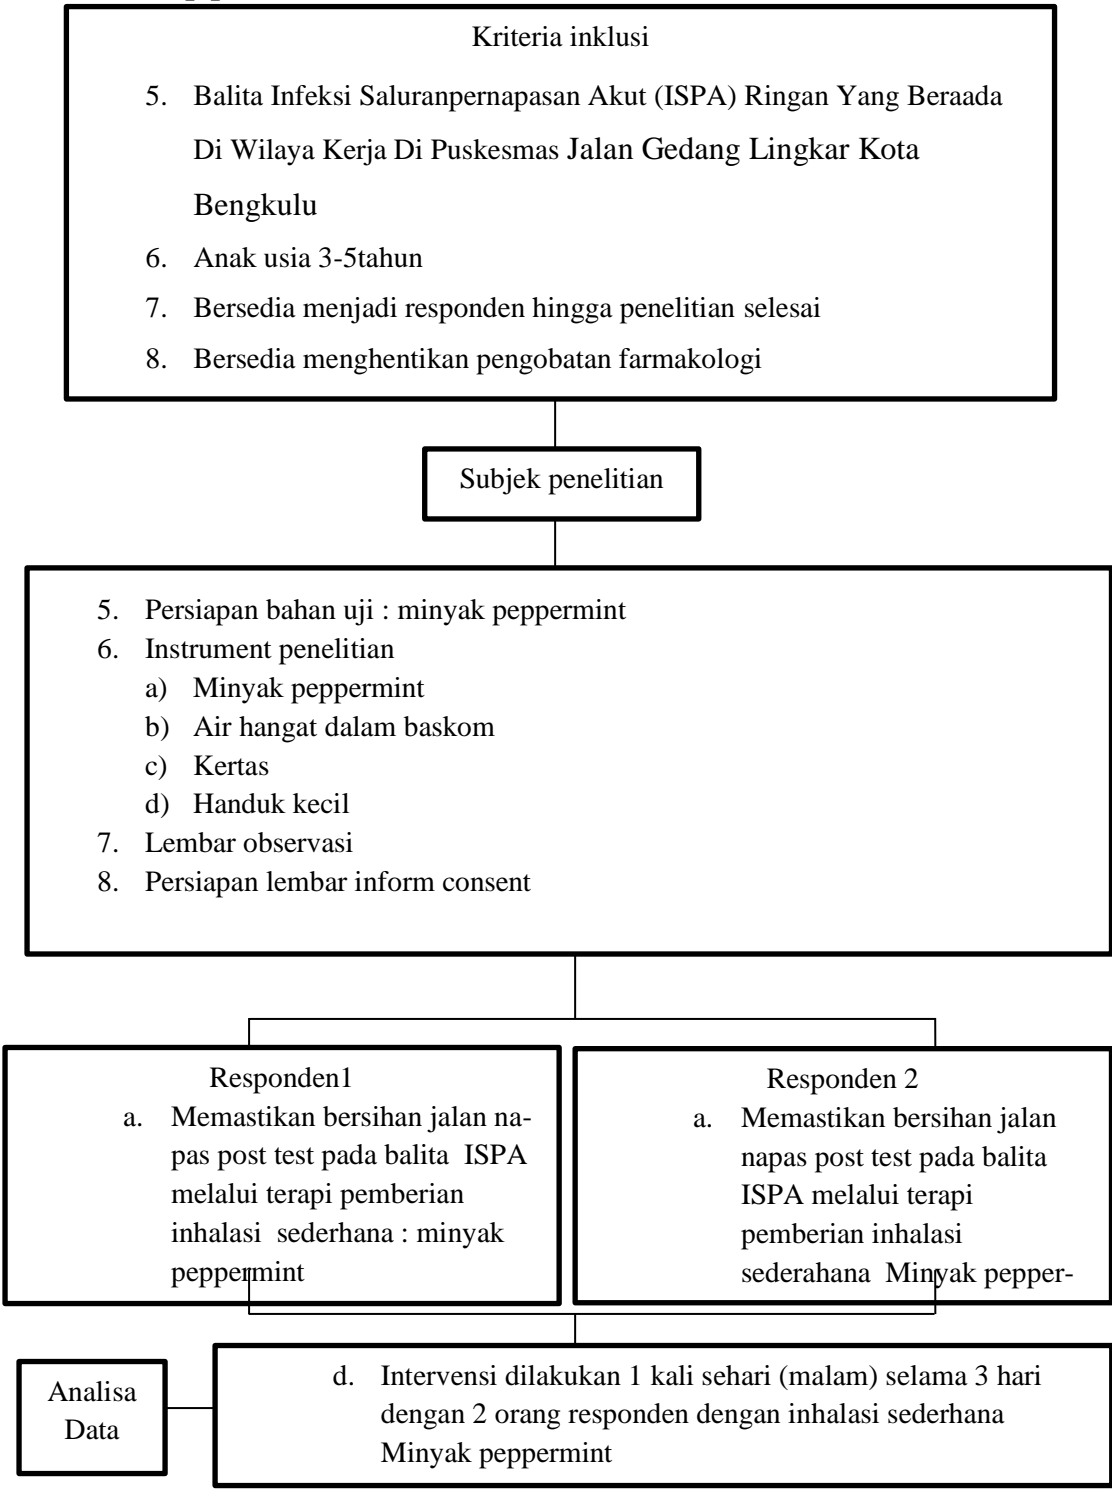 Kriteria inklusi
5. Balita Infeksi Saluranpernapasan Akut (ISPA) Ringan Yang Beraada
Di Wilaya Kerja Di Puskesmas Jalan Gedang Lingkar Kota
Bengkulu
6. Anak usia 3-5tahun
7. Bersedia menjadi responden hingga penelitian selesai
8. Bersedia menghentikan pengobatan farmakologi
Subjek penelitian
5. Persiapan bahan uji : minyak peppermint
6. Instrument penelitian
a) Minyak peppermint
b) Air hangat dalam baskom
c) Kertas
d) Handuk kecil
7. Lembar observasi
8. Persiapan lembar inform consent
Responden1
a. Memastikan bersihan jalan na-
pas post test pada balita ISPA
melalui terapi pemberian
inhalasi sederhana : minyak
peppermint
Responden 2
a. Memastikan bersihan jalan
napas post test pada balita
ISPA melalui terapi
pemberian inhalasi
sederahana Minyak pepper-
Analisa
Data
d. Intervensi dilakukan 1 kali sehari (malam) selama 3 hari
dengan 2 orang responden dengan inhalasi sederhana
Minyak peppermint